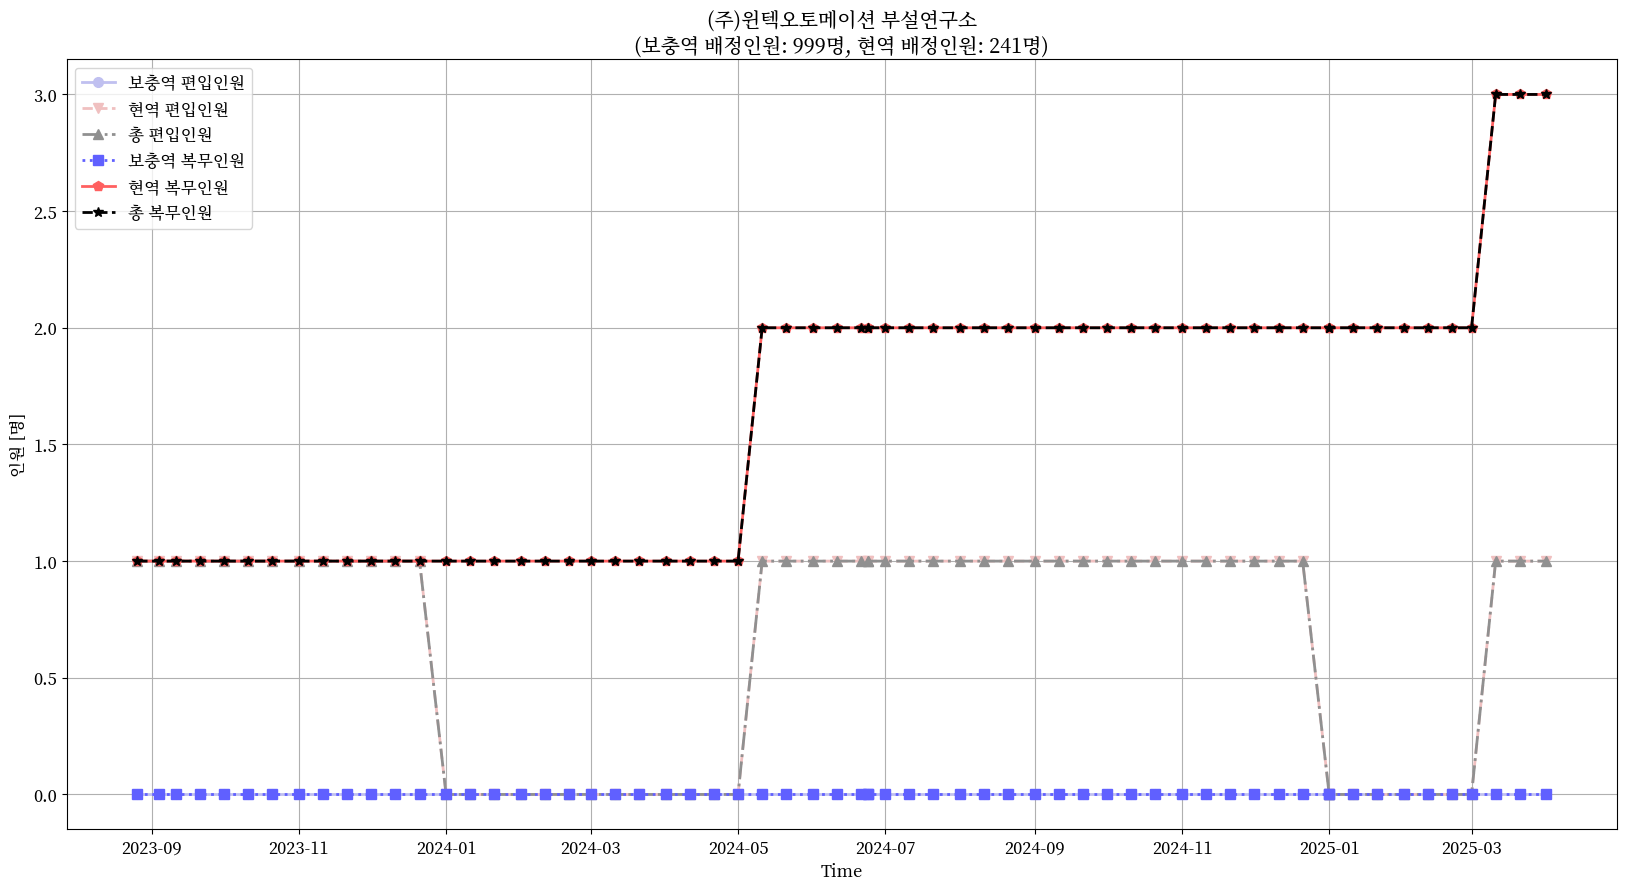 (주)윈텍오토메이션 부설연구소
(보충역 배정인원: 999명, 현역 배정인원: 241명)
보충역 편입인원
현역 편입인원
총 편입인원
보충역 복무인원
현역 복무인원
총 복무인원
3.0
2.5
2.0
1.5
1.0
0.5
0.0
인원 [명]
2023-09 2023-11 2024-01 2024-03 2024-05 2024-07 2024-09 2024-11 2025-01 2025-03
Time